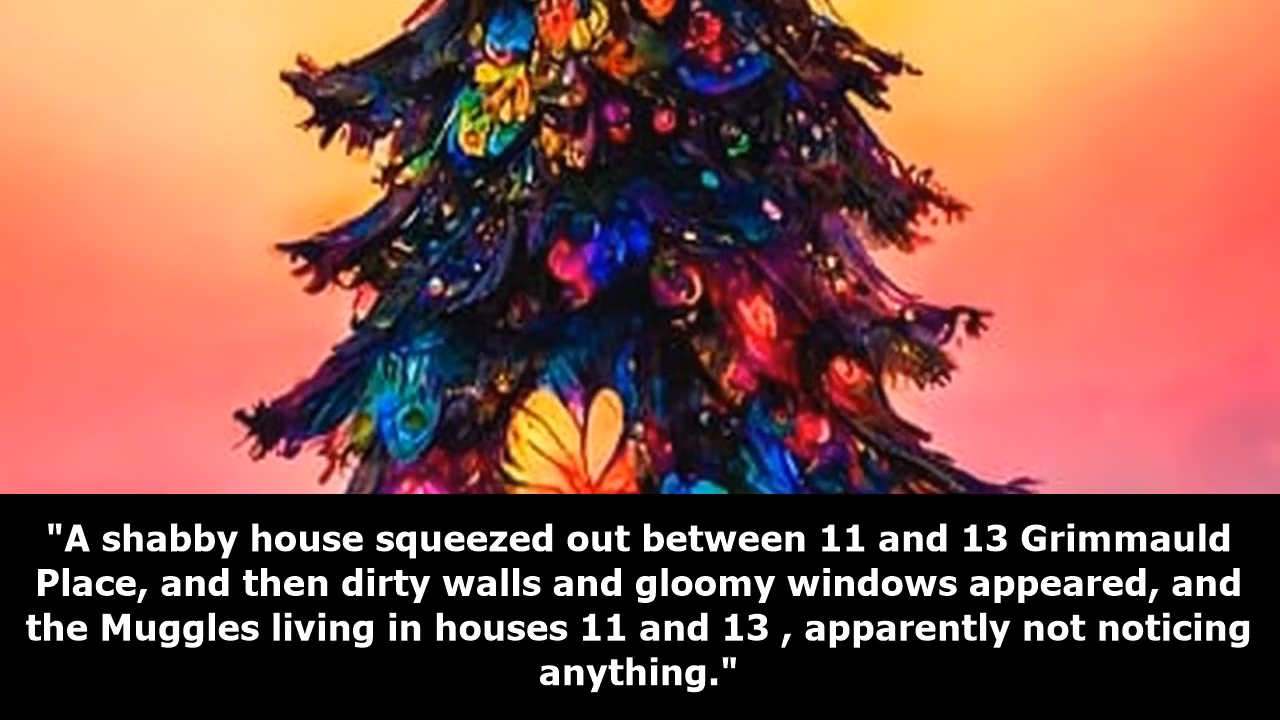 "A shabby house squeezed out between 11 and 13 Grimmauld
Place, and then dirty walls and gloomy windows appeared, and
the Muggles living in houses 11 and 13 , apparently not noticing
anything."